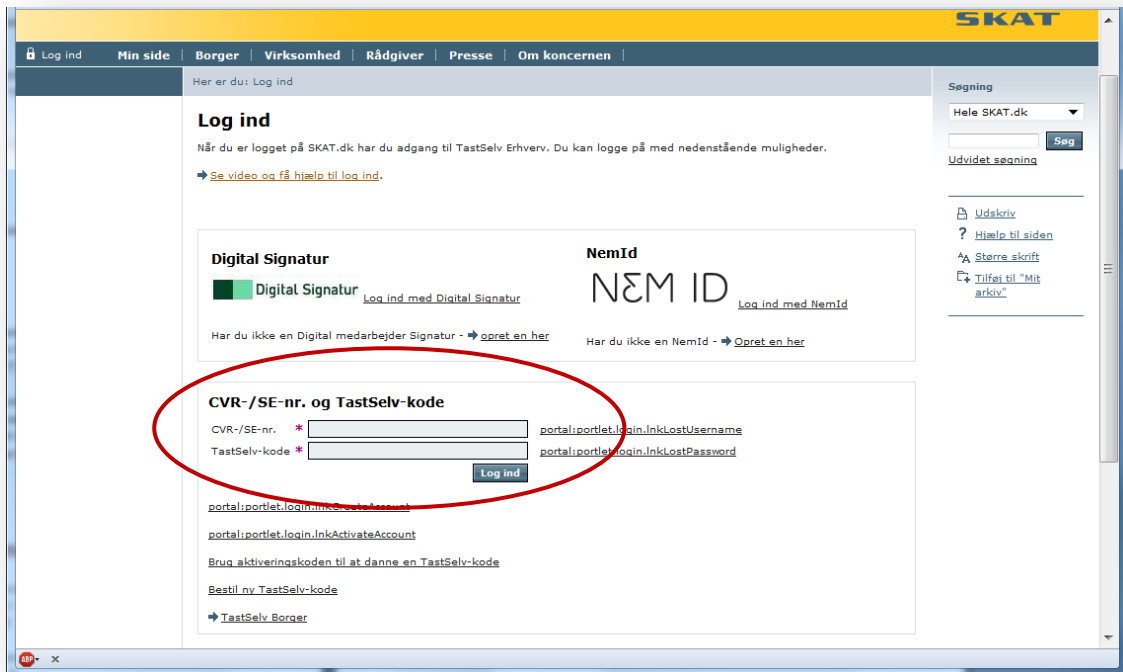 SKAT
Log ind Min side Borger Virksomhed Rådgiver Presse Om koncernen
Her er du: Log ind
Log ind
Når du er logget på SKAT.dk har du adgang til TastSelv Erhverv. Du kan logge på med nedenstående muligheder.
Se video og få hjælp til log ind.
Digital Signatur
Digital Signatur Log ind med Digital Signatur
Har du ikke en Digital medarbejder Signatur - opret en her
NemId
NEM ID Log ind med NemId
Har du ikke en NemId - Opret en her
CVR-/SE-nr. og TastSelv-kode
CVR-/SE-nr. * portal:portlet.login.lnkLostUsername
TastSelv-kode * portal:portlet.login.lnkLostPassword
Log ind
portal:portlet.login.lnkCreateAccount
portal:portlet.login.lnkActivateAccount
Brug aktiveringskoden til at danne en TastSelv-kode
Bestil ny TastSelv-kode
TastSelv Borger
Søgning
Hele SKAT.dk
Søg
Udvidet søgning
Udskriv
? Hjælp til siden
AA Større skrift
Tilføj til "Mit
arkiv"
ABP x